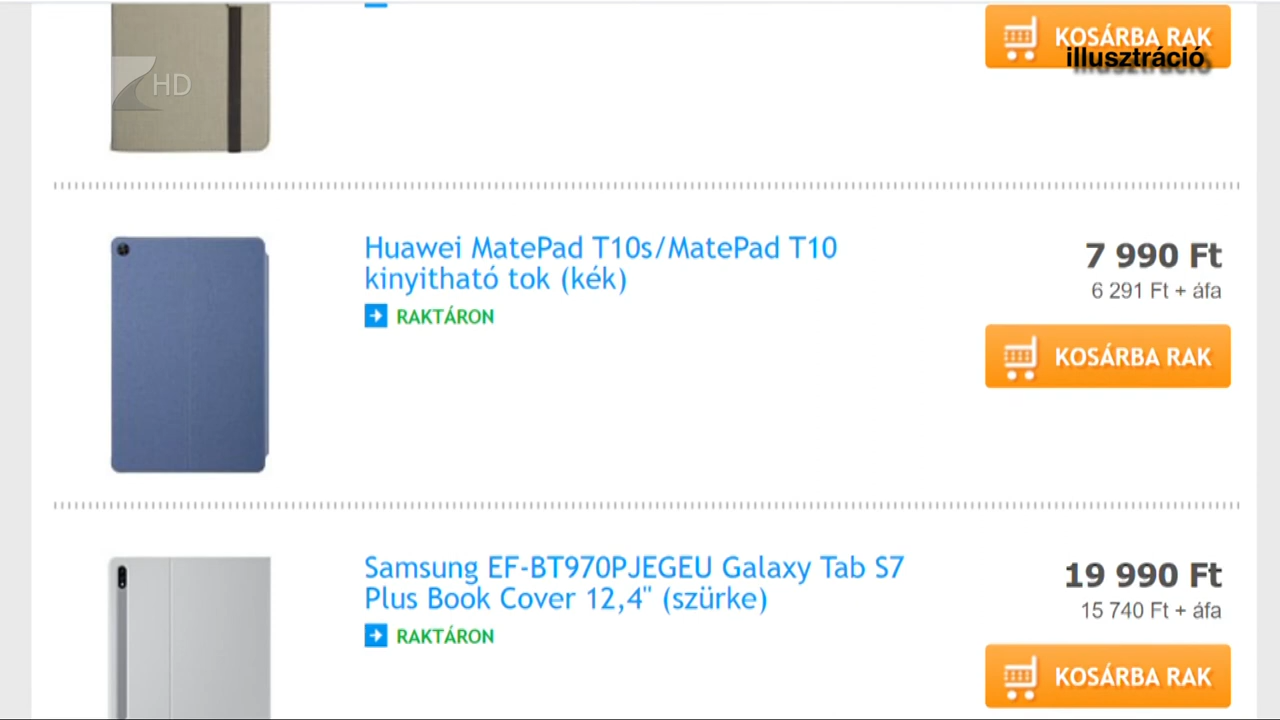 KOSÁRBA RAK
illusztráció
HD
Huawei MatePad T10s/MatePad T10
kinyitható tok (kék)
RAKTÁRON
7 990 Ft
6 291 Ft + áfa
KOSÁRBA RAK
Samsung EF-BT970PJEGEU Galaxy Tab S7
Plus Book Cover 12,4" (szürke)
RAKTÁRON
19 990 Ft
15 740 Ft + áfa
KOSÁRBA RAK